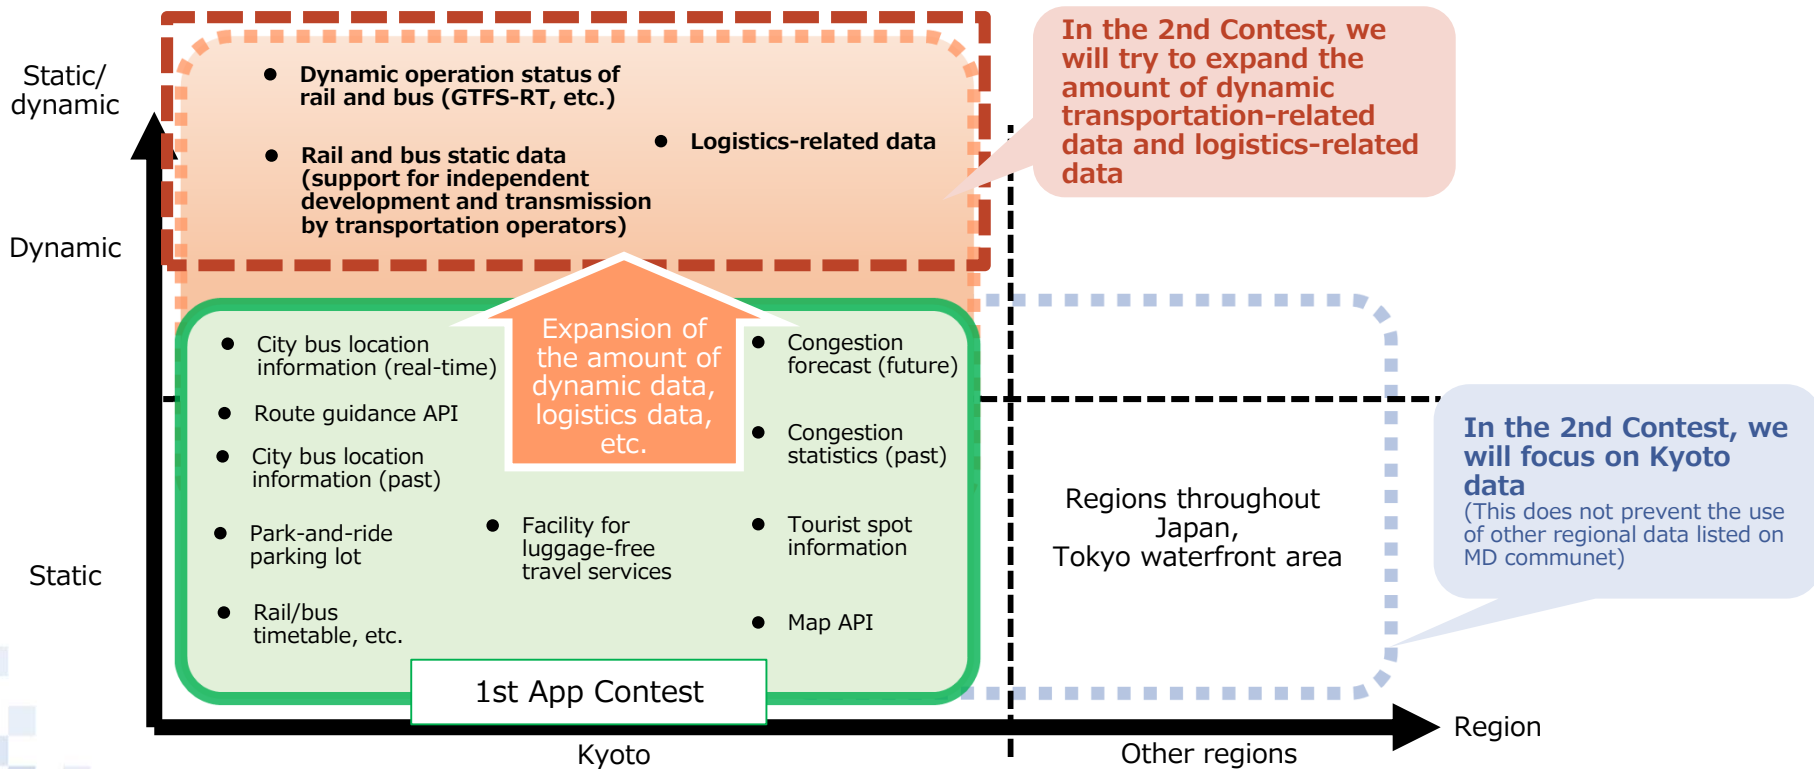 Static/
dynamic
Dynamic
Static
● Dynamic operation status of
rail and bus (GTFS-RT, etc.)
● Rail and bus static data
(support for independent
development and transmission
by transportation operators)
● Logistics-related data
In the 2nd Contest, we
will try to expand the
amount of dynamic
transportation-related
data and logistics-related
data
Expansion of
the amount of
dynamic data,
logistics data,
etc.
● City bus location
information (real-time)
● Route guidance API
● City bus location
information (past)
● Park-and-ride
parking lot
● Rail/bus
timetable, etc.
● Facility for
luggage-free
travel services
● Congestion
forecast (future)
● Congestion
statistics (past)
● Tourist spot
information
● Map API
1st App Contest
Regions throughout
Japan,
Tokyo waterfront area
In the 2nd Contest, we
will focus on Kyoto
data
(This does not prevent the use
of other regional data listed on
MD communet)
Region
Kyoto
Other regions